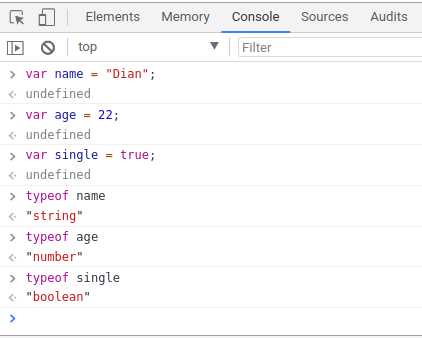 Elements Memory Console Sources Audits
top Filter
var name = "Dian";
undefined
var age = 22;
undefined
var single = true;
undefined
typeof name
"string"
typeof age
"number"
typeof single
"boolean"